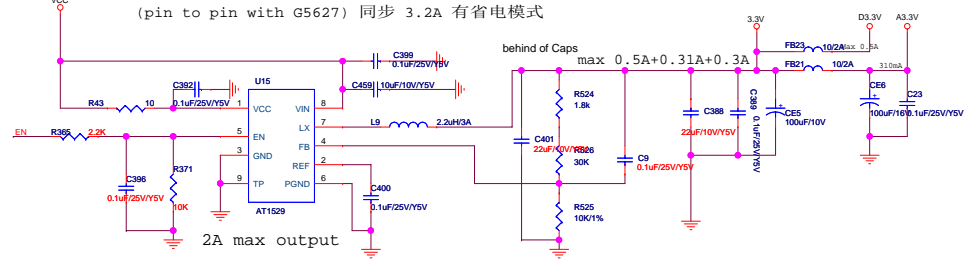 (pin to pin with G5627) 同步 3.2A 有省电模式
VCC
3.3V
D3.3V
A3.3V
C399
0.1uF/25V/Y5V
behind of Caps
FB23
10/2A
Max 0.5A
max 0.5A+0.31A+0.3A
FB21
10/2A
310mA
C392
0.1uF/25V/Y5V
U15
C459
10uF/10V/Y5V
R43
10
1
VCC
VIN
8
R524
1.8k
CE6
100uF/16V
C23
0.1uF/25V/Y5V
C388
22uF/10V/Y5V
C389
0.1uF/25V/Y5V
CE5
100uF/10V
LX
7
L9
2.2uH/3A
EN
R365
2.2K
5
EN
FB
4
C401
22uF/10V/Y5V
R526
30K
C9
0.1uF/25V/Y5V
3
GND
REF
2
C396
0.1uF/25V/Y5V
R371
10K
9
TP
PGND
6
C400
0.1uF/25V/Y5V
AT1529
R525
10K/1%
2A max output